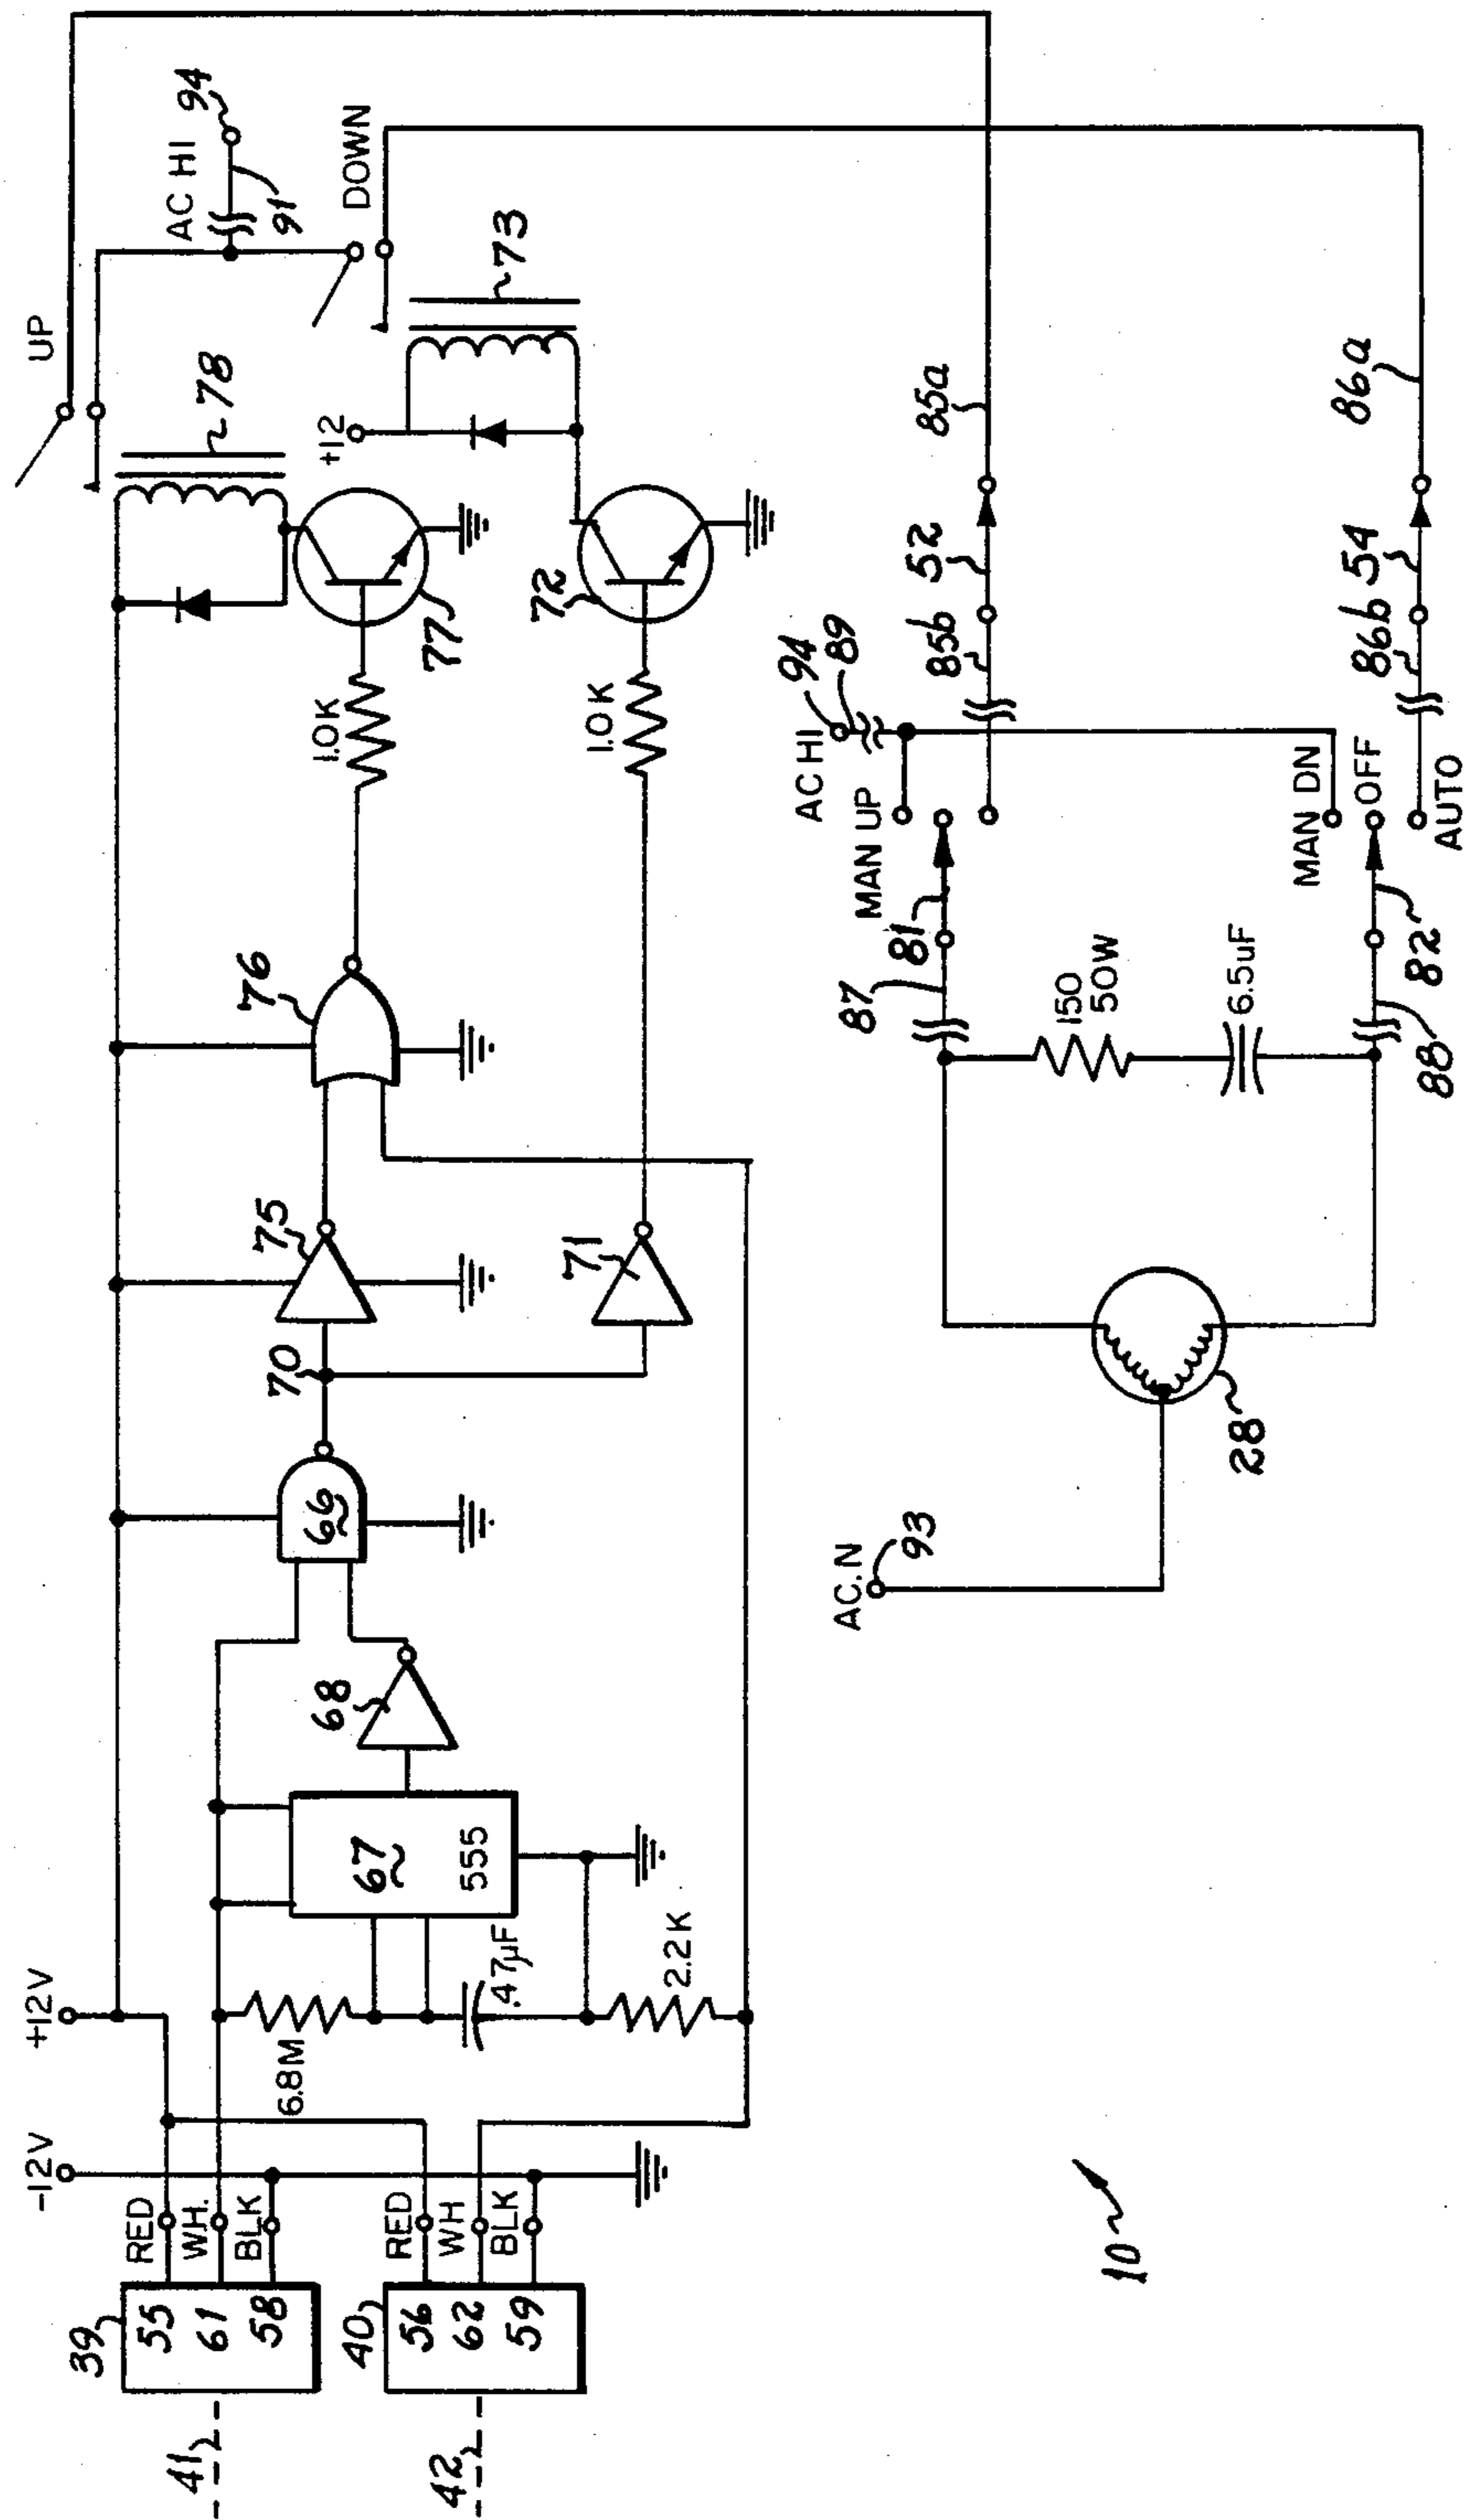 UP
AC HI
94
91
DOWN
78
73
+12
77
72
1.0K
1.0K
76
75
71
70
66
68
67
555
+12V
-12V
6.8M
.47µF
2.2K
RED
WH.
BLK
RED
WH
BLK
39
55
61
58
40
56
62
59
41
42
85a
86a
52
54
85b
86b
94
89
AC HI
MAN UP
MAN DN
OFF
AUTO
81
82
87
88
150
50W
6.5uF
28
AC.N
93
10